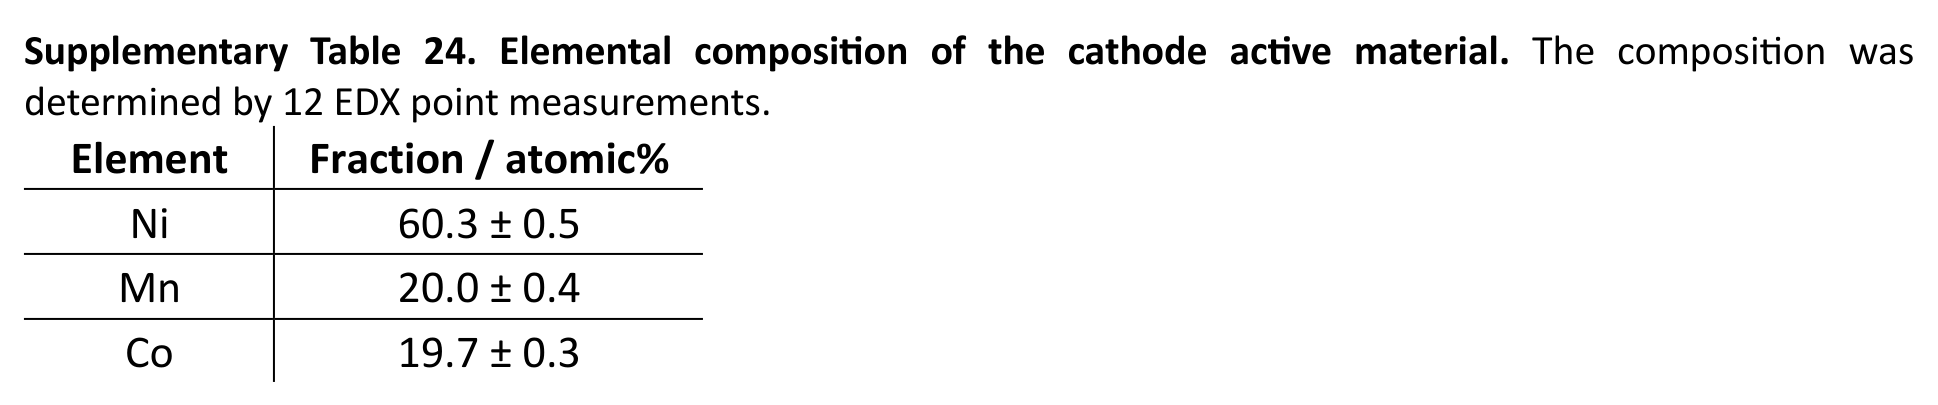 Supplementary Table 24. Elemental composition of the cathode active material. The composition was
determined by 12 EDX point measurements.
Element Fraction / atomic%
Ni 60.3 ± 0.5
Mn 20.0 ± 0.4
Co 19.7 ± 0.3